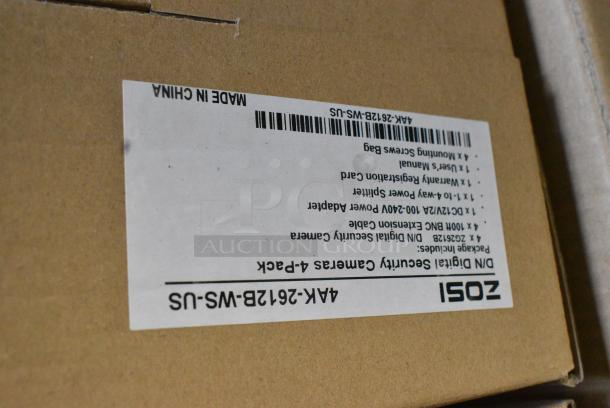 ZOSI 4AK-2612B-WS-US
D/N Digital Security Cameras 4-Pack
Package Includes:
4 x ZG2612B D/N Digital Security Camera
4 x 100ft BNC Extension Cable
1 x DC12V/2A 100-240V Power Adapter
1 x 1- to 4-way Power Splitter
1 x Warranty Registration Card
1 x User's Manual
4 x Mounting Screws Bag
4AK-2612B-WS-US
MADE IN CHINA
PCI
AUCTION GROUP